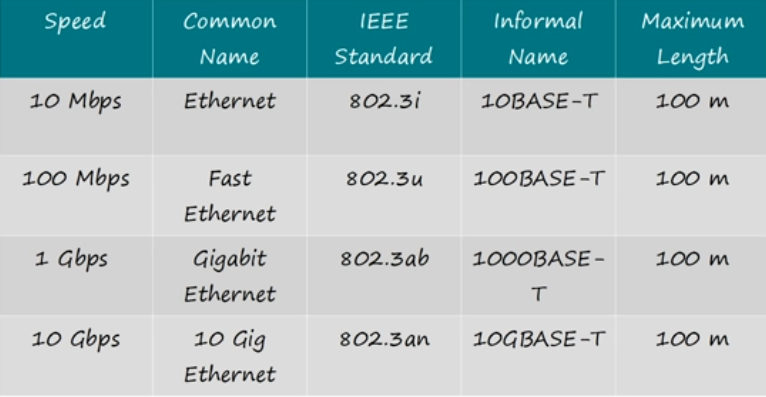 Speed Common Name IEEE Standard Informal Name Maximum Length
10 Mbps Ethernet 802.3i 10BASE-T 100 m
100 Mbps Fast Ethernet 802.3u 100BASE-T 100 m
1 Gbps Gigabit Ethernet 802.3ab 1000BASE-T 100 m
10 Gbps 10 Gig Ethernet 802.3an 10GBASE-T 100 m